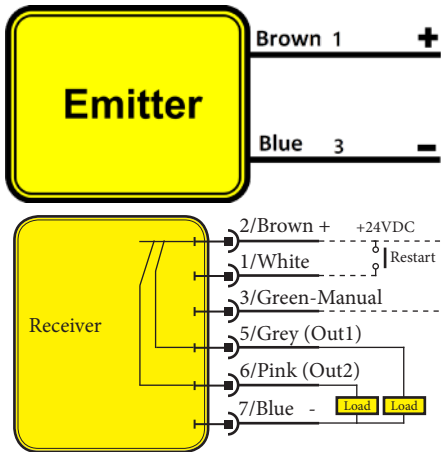 Brown 1 +
Emitter
Blue 3 −
2/Brown + +24VDC
1/White Restart
3/Green-Manual
Receiver
5/Grey (Out1)
6/Pink (Out2)
7/Blue - Load Load